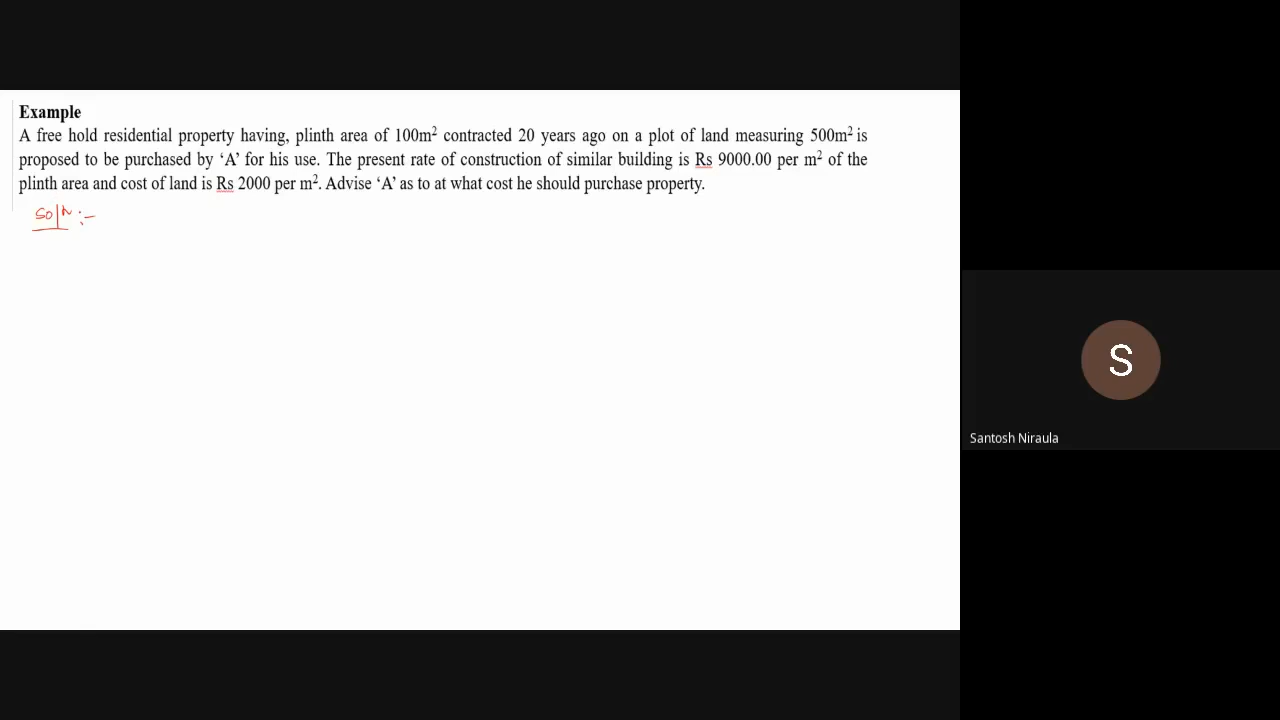 Example
A free hold residential property having, plinth area of 100m² contracted 20 years ago on a plot of land measuring 500m² is
proposed to be purchased by ‘A’ for his use. The present rate of construction of similar building is Rs 9000.00 per m² of the
plinth area and cost of land is Rs 2000 per m². Advise ‘A’ as to at what cost he should purchase property.
Soln :-
S
Santosh Niraula